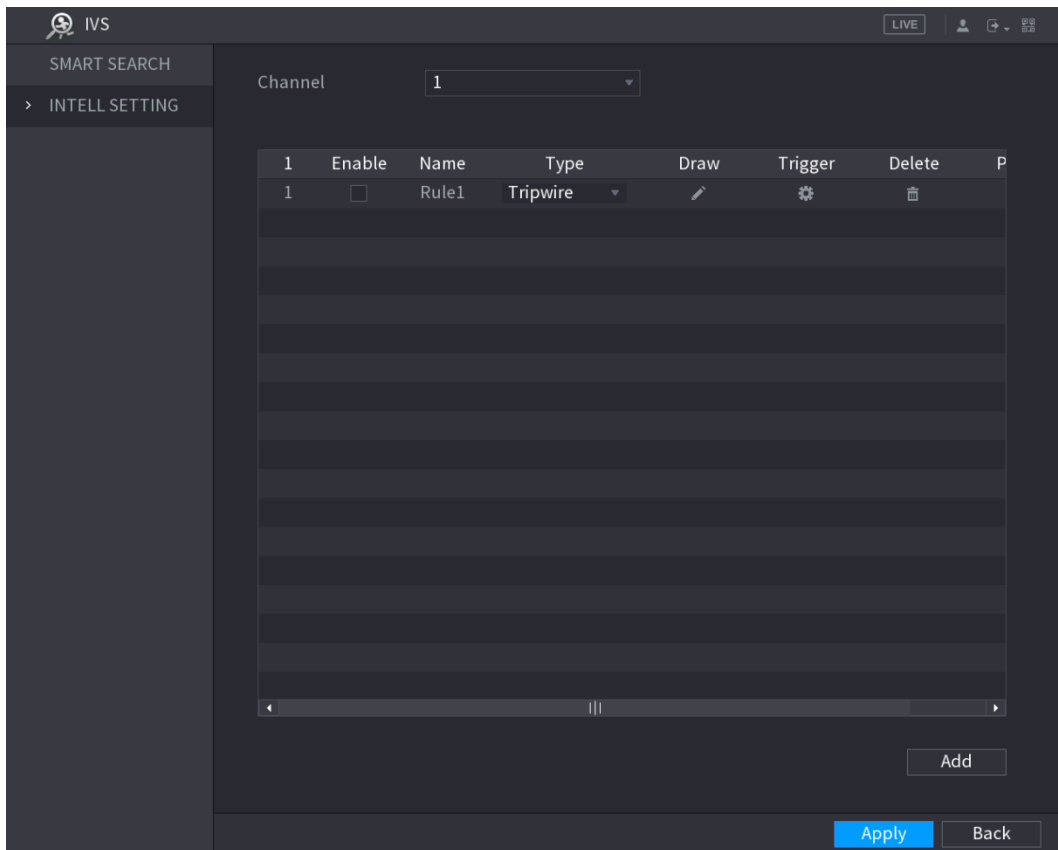 IVS LIVE
SMART SEARCH
INTELL SETTING
Channel 1
1 Enable Name Type Draw Trigger Delete P
1 Rule1 Tripwire
Add
Apply Back